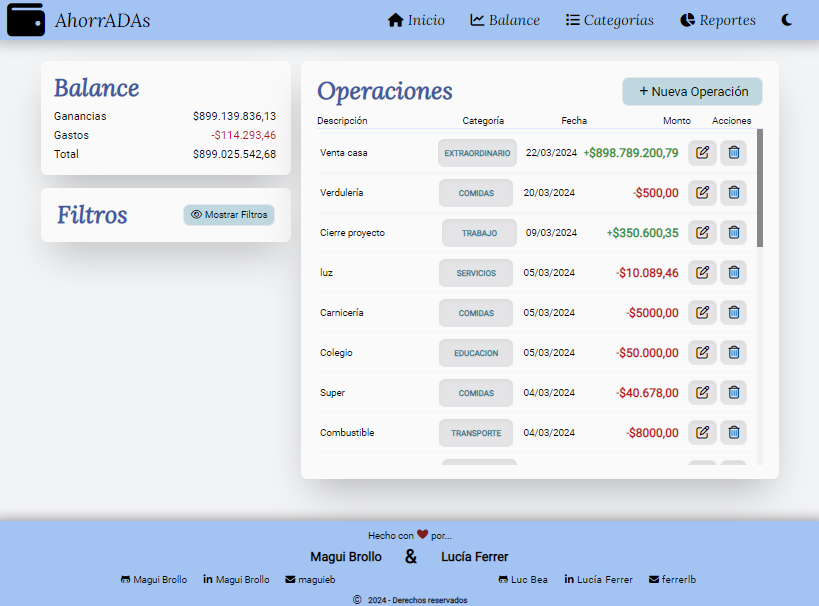 AhorrADAs
Inicio
Balance
Categorías
Reportes
Balance
Ganancias $899.139.836,13
Gastos -$114.293,46
Total $899.025.542,68
Filtros
Mostrar Filtros
Operaciones
+ Nueva Operación
Descripción Categoría Fecha Monto Acciones
Venta casa EXTRAORDINARIO 22/03/2024 +$898.789.200,79
Verdulería COMIDAS 20/03/2024 -$500,00
Cierre proyecto TRABAJO 09/03/2024 +$350.600,35
luz SERVICIOS 05/03/2024 -$10.089,46
Carnicería COMIDAS 05/03/2024 -$5000,00
Colegio EDUCACION 05/03/2024 -$50.000,00
Super COMIDAS 04/03/2024 -$40.678,00
Combustible TRANSPORTE 04/03/2024 -$8000,00
Hecho con ❤ por...
Magui Brollo & Lucía Ferrer
Magui Brollo in Magui Brollo maguieb Luc Bea in Lucía Ferrer ferrerlb
© 2024 - Derechos reservados